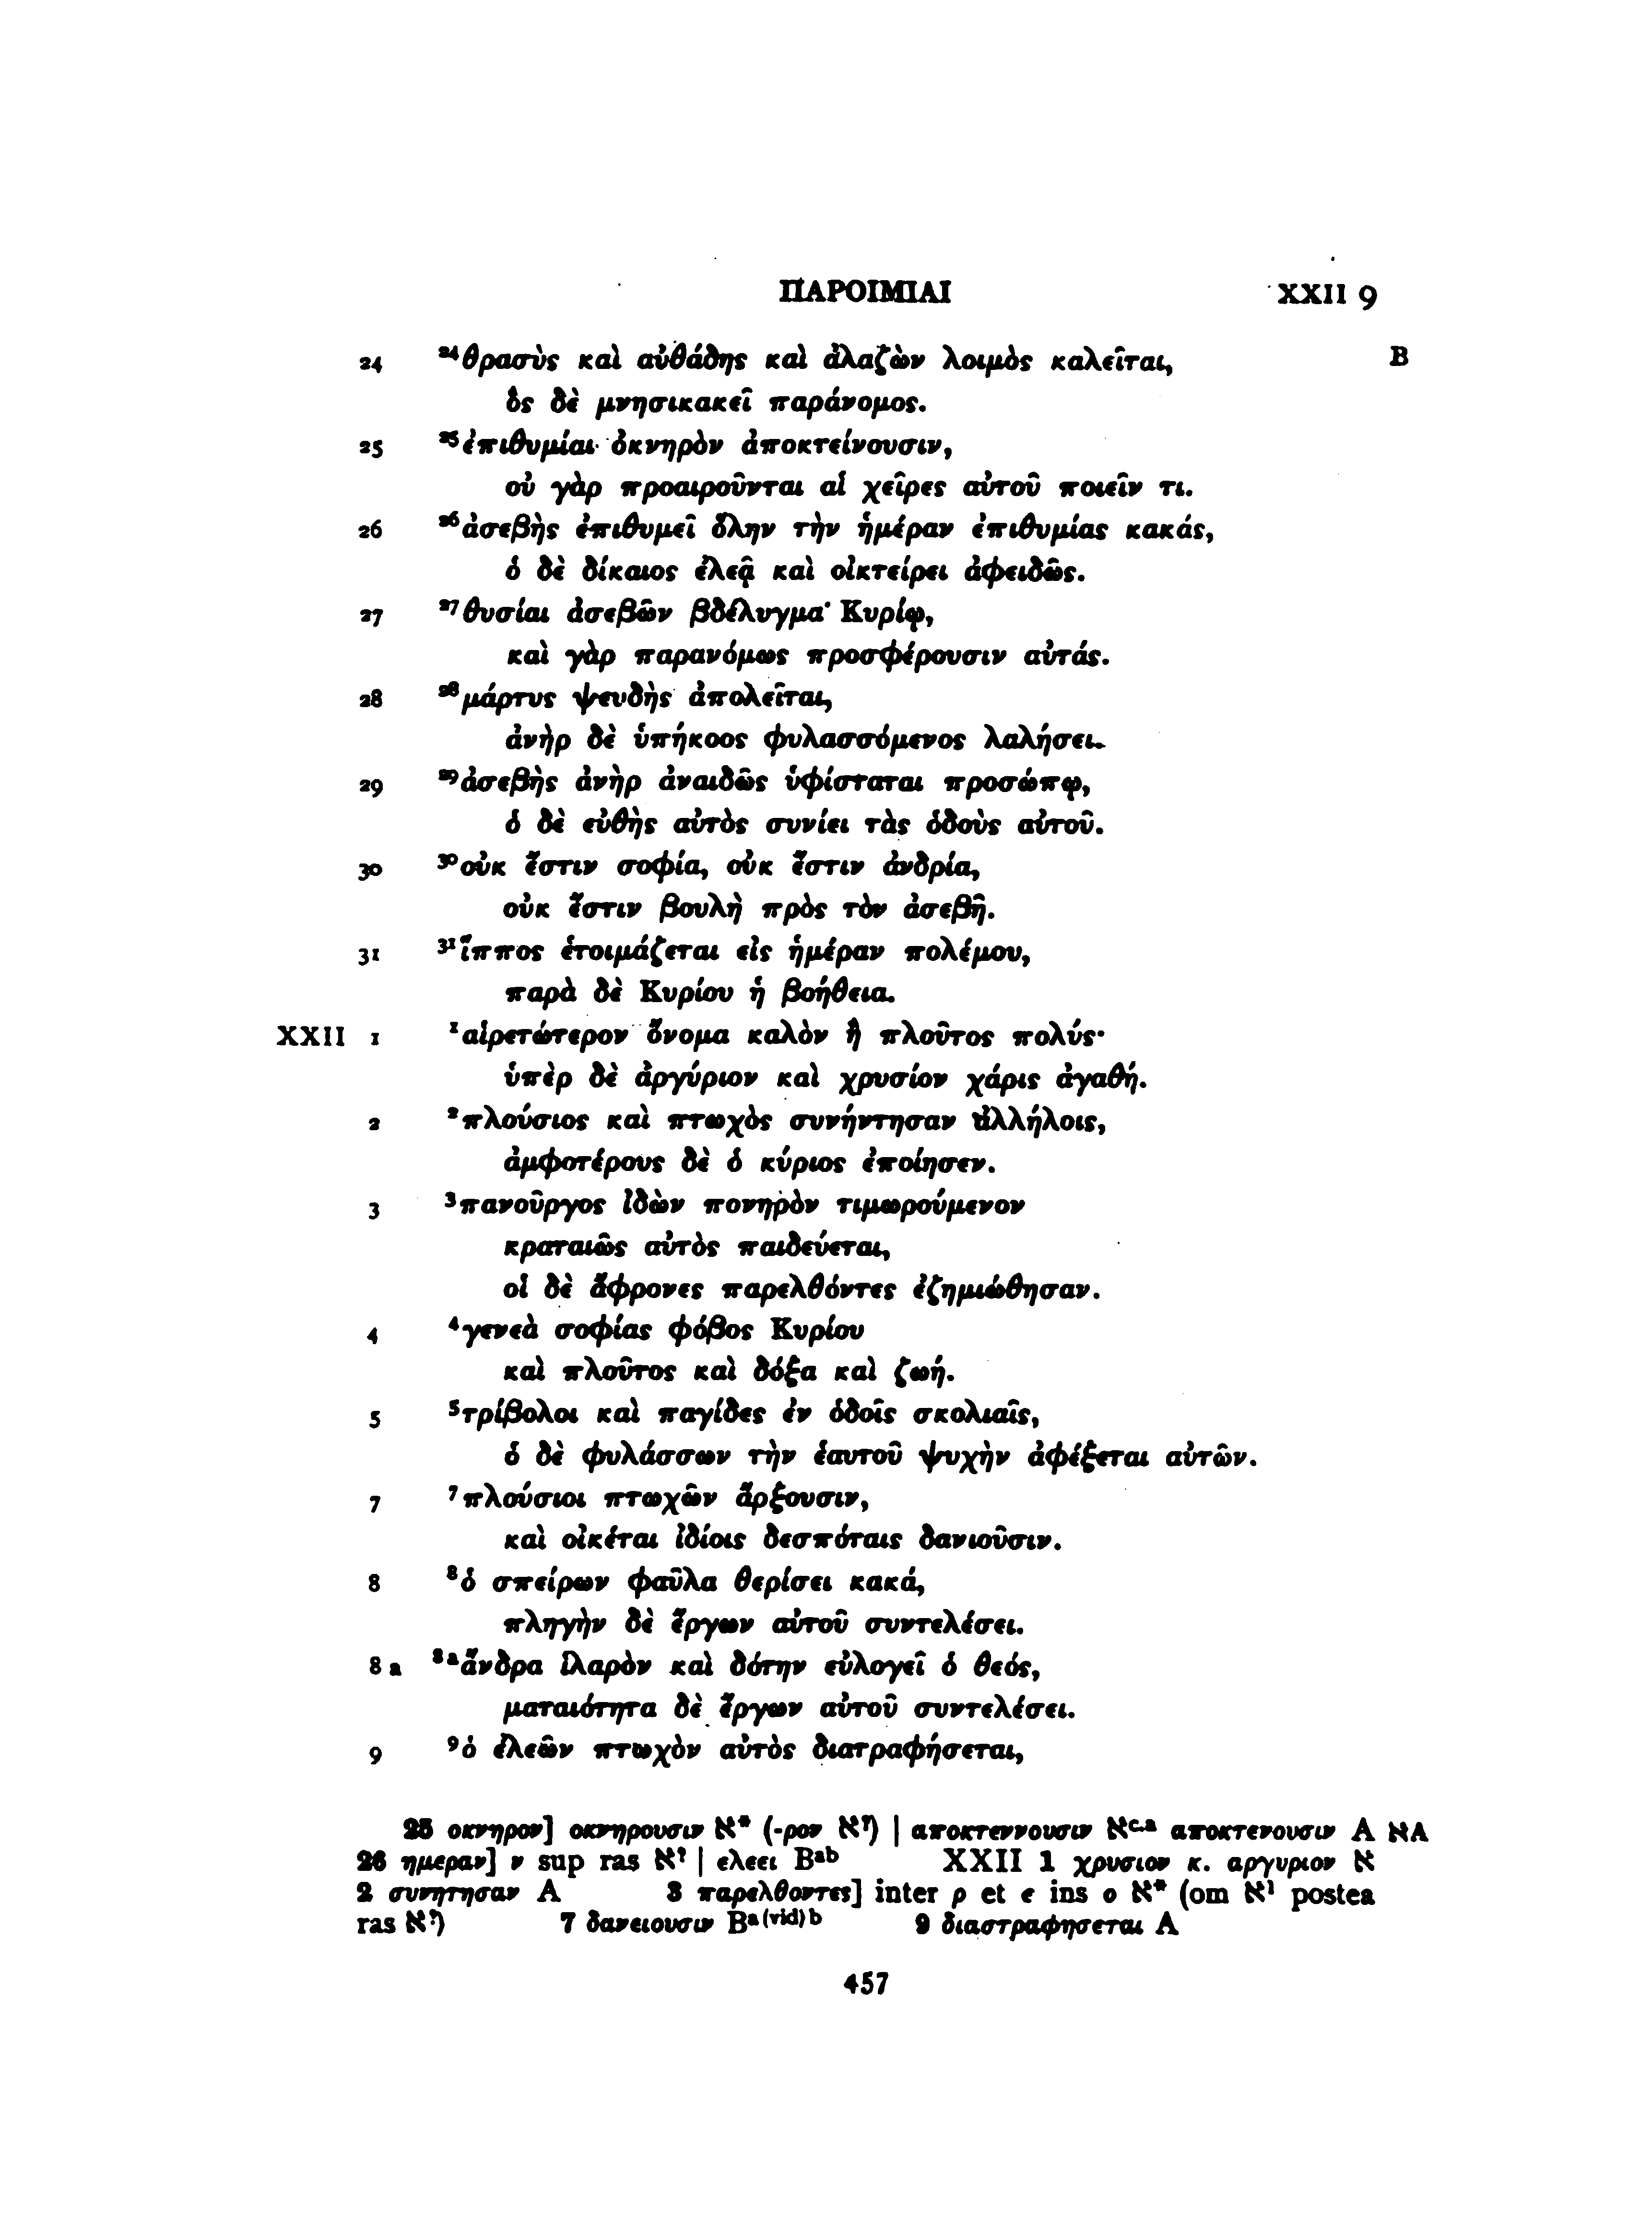 ΠΑΡΟΙΜΙΑΙ XXII 9
24 ²⁴θρασὺς καὶ αὐθάδης καὶ ἀλαζὼν λοιμὸς καλεῖται, B
ὃς δὲ μνησικακεῖ παράνομος.
25 ²⁵ἐπιθυμίαι ὀκνηρὸν ἀποκτείνουσιν,
οὐ γὰρ προαιροῦνται αἱ χεῖρες αὐτοῦ ποιεῖν τι.
26 ²⁶ἀσεβὴς ἐπιθυμεῖ ὅλην τὴν ἡμέραν ἐπιθυμίας κακάς,
ὁ δὲ δίκαιος ἐλεᾷ καὶ οἰκτείρει ἀφειδῶς.
27 ²⁷θυσίαι ἀσεβῶν βδέλυγμα Κυρίῳ,
καὶ γὰρ παρανόμως προσφέρουσιν αὐτάς.
28 ²⁸μάρτυς ψευδὴς ἀπολεῖται,
ἀνὴρ δὲ ὑπήκοος φυλασσόμενος λαλήσει.
29 ²⁹ἀσεβὴς ἀνὴρ ἀναιδῶς ὑφίσταται προσώπῳ,
ὁ δὲ εὐθὴς αὐτὸς συνίει τὰς ὁδοὺς αὐτοῦ.
30 ³⁰οὐκ ἔστιν σοφία, οὐκ ἔστιν ἀνδρία,
οὐκ ἔστιν βουλὴ πρὸς τὸν ἀσεβῆ.
31 ³¹ἵππος ἑτοιμάζεται εἰς ἡμέραν πολέμου,
παρὰ δὲ Κυρίου ἡ βοήθεια.
XXII 1 ¹αἱρετώτερον ὄνομα καλὸν ἢ πλοῦτος πολύς·
ὑπὲρ δὲ ἀργύριον καὶ χρυσίον χάρις ἀγαθή.
2 ²πλούσιος καὶ πτωχὸς συνήντησαν ἀλλήλοις,
ἀμφοτέρους δὲ ὁ κύριος ἐποίησεν.
3 ³πανοῦργος ἰδὼν πονηρὸν τιμωρούμενον
κραταιῶς αὐτὸς παιδεύεται,
οἱ δὲ ἄφρονες παρελθόντες ἐζημιώθησαν.
4 ⁴γενεὰ σοφίας φόβος Κυρίου
καὶ πλοῦτος καὶ δόξα καὶ ζωή.
5 ⁵τρίβολοι καὶ παγίδες ἐν ὁδοῖς σκολιαῖς,
ὁ δὲ φυλάσσων τὴν ἑαυτοῦ ψυχὴν ἀφέξεται αὐτῶν.
7 ⁷πλούσιοι πτωχῶν ἄρξουσιν,
καὶ οἰκέται ἰδίοις δεσπόταις δανιοῦσιν.
8 ⁸ὁ σπείρων φαῦλα θερίσει κακά,
πληγὴν δὲ ἔργων αὐτοῦ συντελέσει.
8 a ⁸ᵃἄνδρα ἱλαρὸν καὶ δότην εὐλογεῖ ὁ θεός,
ματαιότητα δὲ ἔργων αὐτοῦ συντελέσει.
9 ⁹ὁ ἐλεῶν πτωχὸν αὐτὸς διατραφήσεται,
25 οκνηρον] οκνηρουσιν ℵ* (-ρον ℵ?) | αποκτεννουσιν ℵc.a αποκτενουσιν A ℵA
26 ημεραν] ν sup ras ℵ? | ελεει Bab XXII 1 χρυσιον κ. αργυριον ℵ
2 συνητησαν A 3 παρελθοντες] inter ρ et ε ins ο ℵ* (om ℵ¹ postea
ras ℵ?) 7 δανειουσιν Ba (vid) b 9 διαστραφησεται A
457